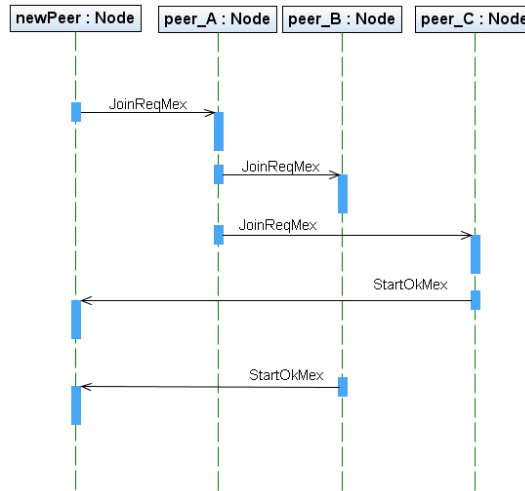 newPeer : Node
peer_A : Node
peer_B : Node
peer_C : Node
JoinReqMex
JoinReqMex
JoinReqMex
StartOkMex
StartOkMex